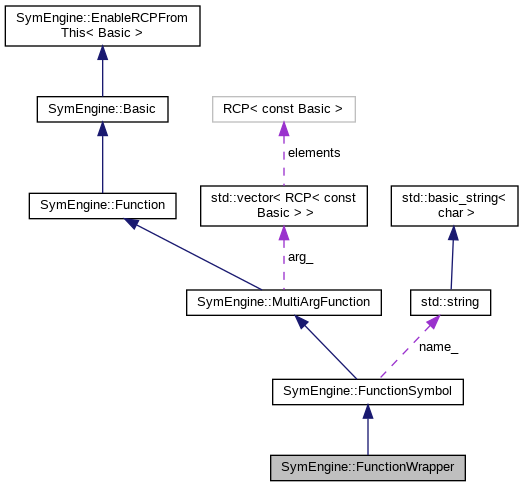 SymEngine::EnableRCPFrom
This< Basic >
SymEngine::Basic
RCP< const Basic >
elements
SymEngine::Function
std::vector< RCP< const
Basic > >
std::basic_string<
char >
arg_
SymEngine::MultiArgFunction
std::string
name_
SymEngine::FunctionSymbol
SymEngine::FunctionWrapper